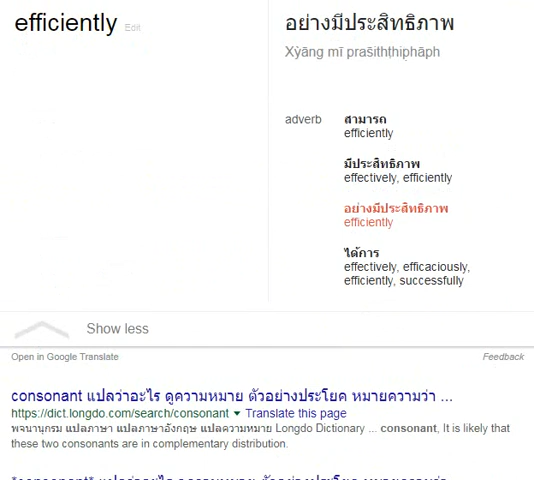 efficiently Edit
อย่างมีประสิทธิภาพ
Xỳāng mī pras̄ithṭhip̣hāph
adverb
สามารถ
efficiently
มีประสิทธิภาพ
effectively, efficiently
อย่างมีประสิทธิภาพ
efficiently
ได้การ
effectively, efficaciously,
efficiently, successfully
Show less
Open in Google Translate
Feedback
consonant แปลว่าอะไร ดูความหมาย ตัวอย่างประโยค หมายความว่า ...
https://dict.longdo.com/search/consonant ▼ Translate this page
พจนานุกรม แปลภาษา แปลภาษาอังกฤษ แปลความหมาย Longdo Dictionary ... consonant, It is likely that
these two consonants are in complementary distribution.